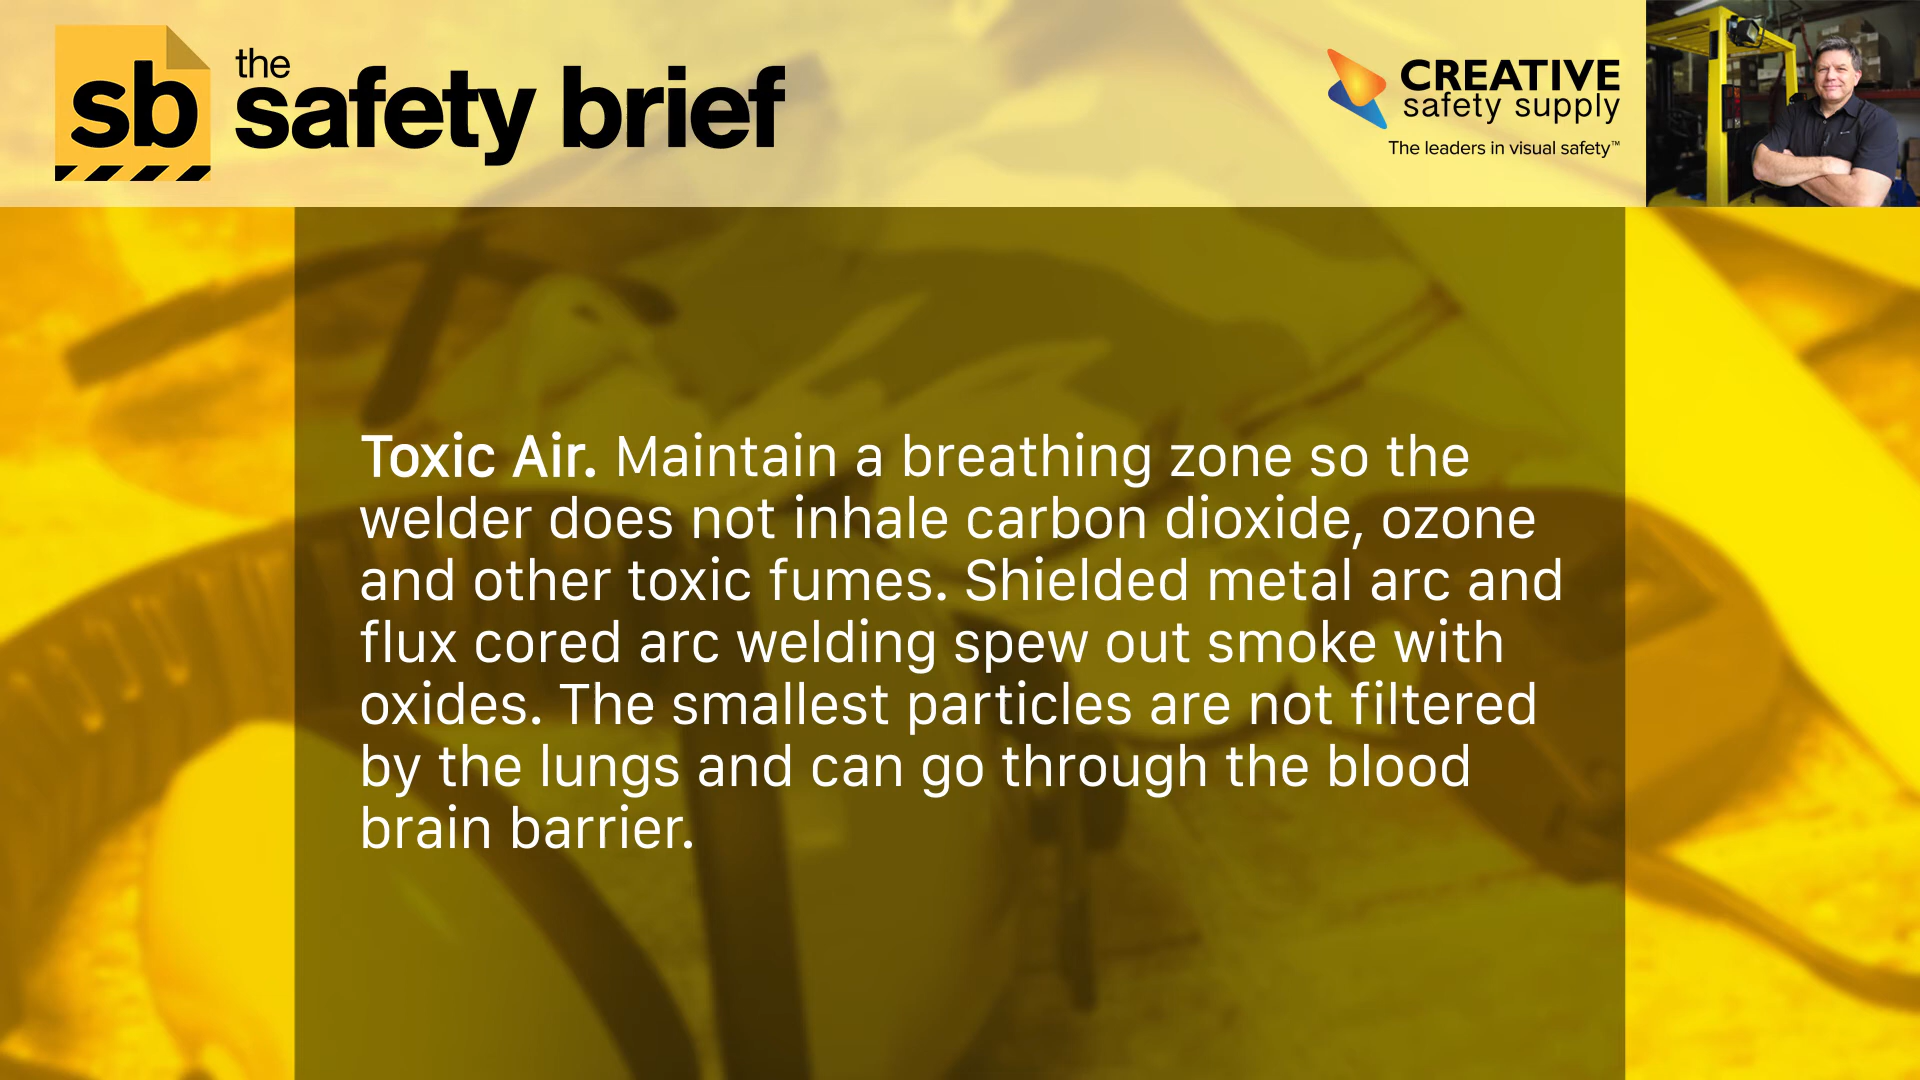 sb
the
safety brief
CREATIVE
safety supply
The leaders in visual safety™
Toxic Air. Maintain a breathing zone so the
welder does not inhale carbon dioxide, ozone
and other toxic fumes. Shielded metal arc and
flux cored arc welding spew out smoke with
oxides. The smallest particles are not filtered
by the lungs and can go through the blood
brain barrier.